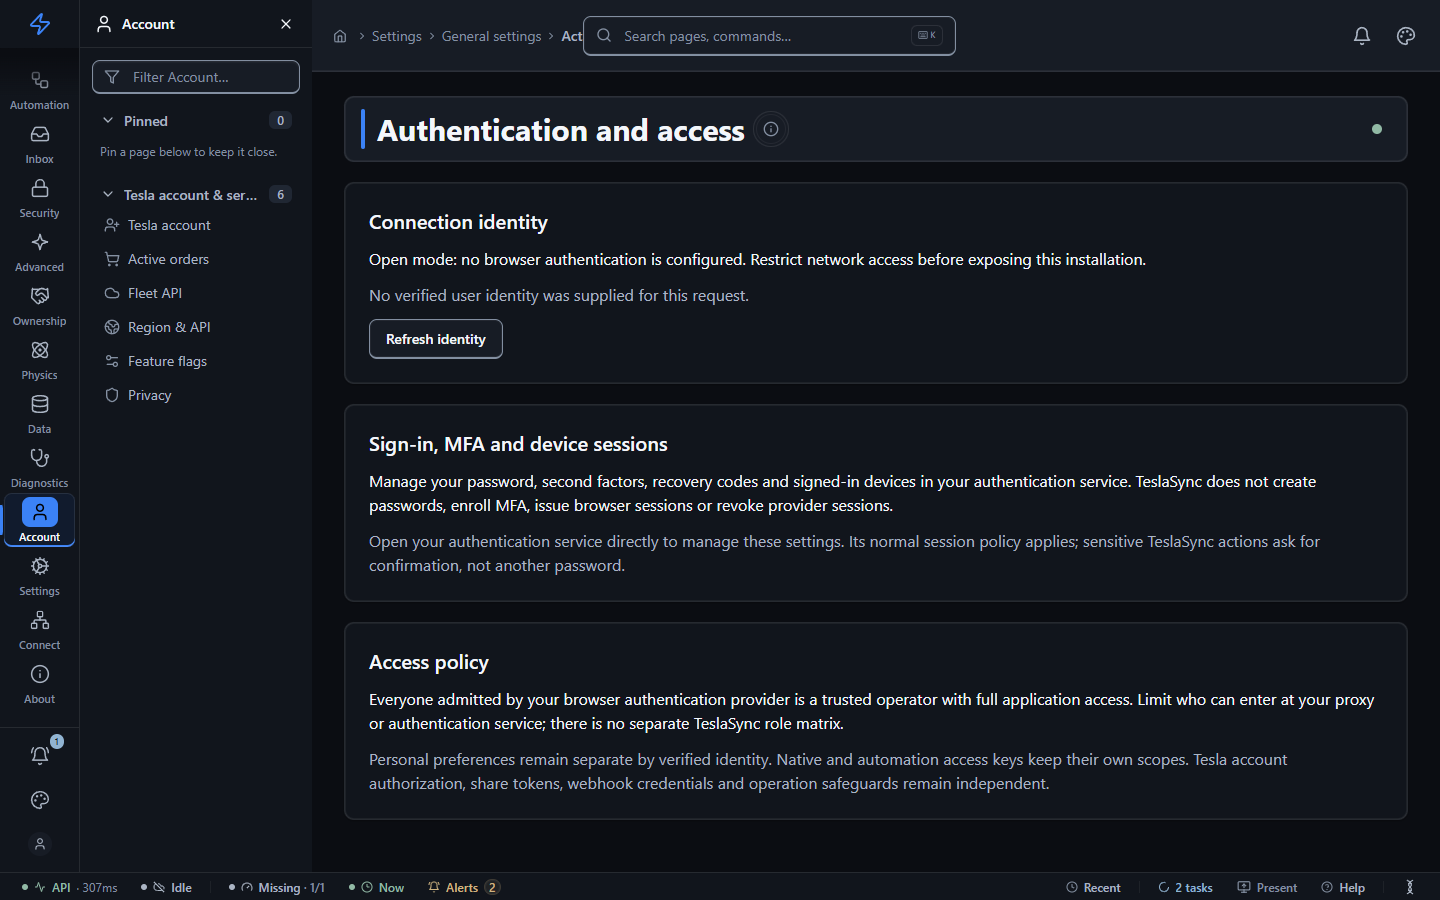 Account
Settings
General settings
Act
Search pages, commands...
K
Automation
Inbox
Security
Advanced
Ownership
Physics
Data
Diagnostics
Account
Settings
Connect
About
1
Filter Account...
Pinned
0
Pin a page below to keep it close.
Tesla account & ser...
6
Tesla account
Active orders
Fleet API
Region & API
Feature flags
Privacy
Authentication and access
Connection identity
Open mode: no browser authentication is configured. Restrict network access before exposing this installation.
No verified user identity was supplied for this request.
Refresh identity
Sign-in, MFA and device sessions
Manage your password, second factors, recovery codes and signed-in devices in your authentication service. TeslaSync does not create
passwords, enroll MFA, issue browser sessions or revoke provider sessions.
Open your authentication service directly to manage these settings. Its normal session policy applies; sensitive TeslaSync actions ask for
confirmation, not another password.
Access policy
Everyone admitted by your browser authentication provider is a trusted operator with full application access. Limit who can enter at your proxy
or authentication service; there is no separate TeslaSync role matrix.
Personal preferences remain separate by verified identity. Native and automation access keys keep their own scopes. Tesla account
authorization, share tokens, webhook credentials and operation safeguards remain independent.
API · 307ms
Idle
Missing · 1/1
Now
Alerts 2
Recent
2 tasks
Present
Help